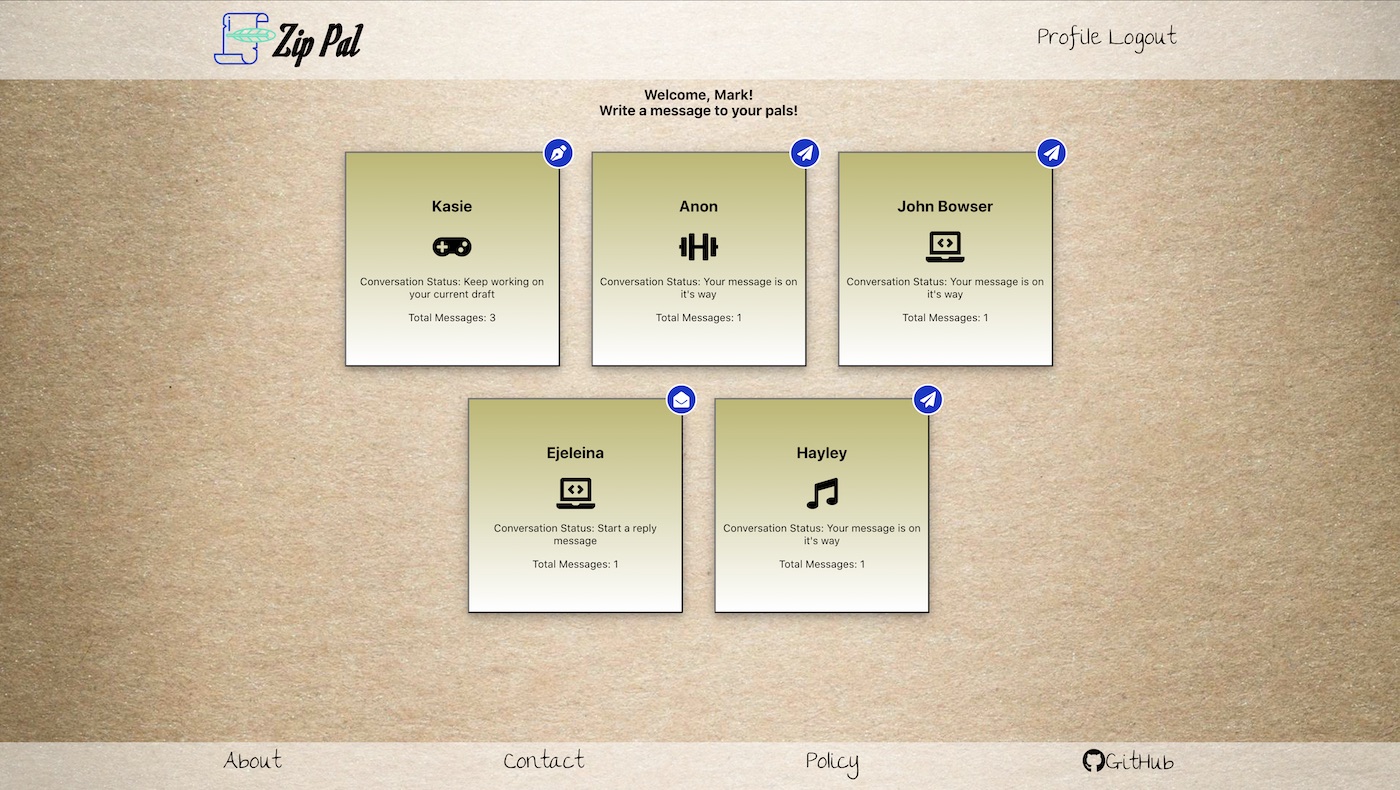 Zip Pal
Profile Logout
Welcome, Mark!
Write a message to your pals!
Kasie
Conversation Status: Keep working on
your current draft
Total Messages: 3
Anon
Conversation Status: Your message is on
it's way
Total Messages: 1
John Bowser
Conversation Status: Your message is on
it's way
Total Messages: 1
Ejeleina
Conversation Status: Start a reply
message
Total Messages: 1
Hayley
Conversation Status: Your message is on
it's way
Total Messages: 1
About
Contact
Policy
GitHub